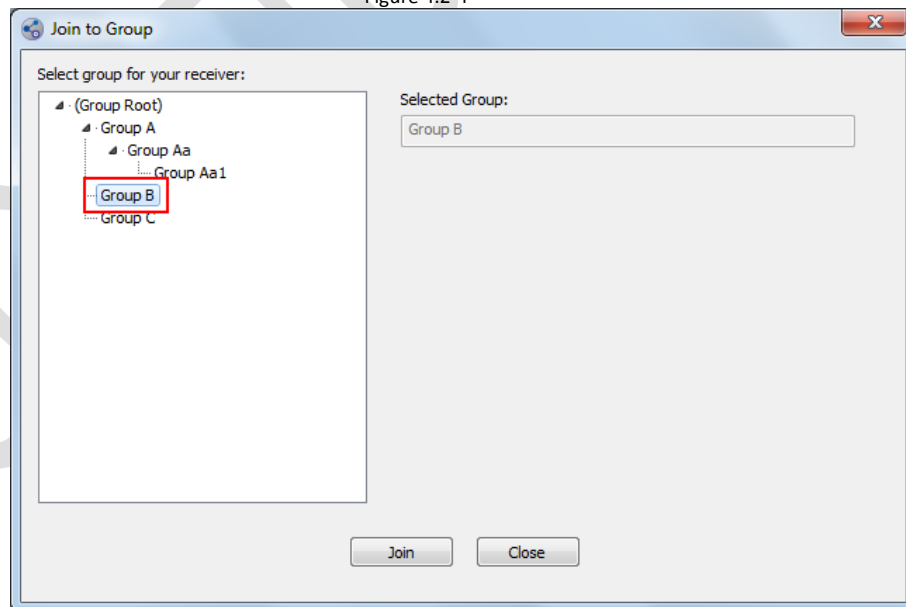 Join to Group
Select group for your receiver:
(Group Root)
Group A
Group Aa
Group Aa1
Group B
Group C
Selected Group:
Group B
Join
Close